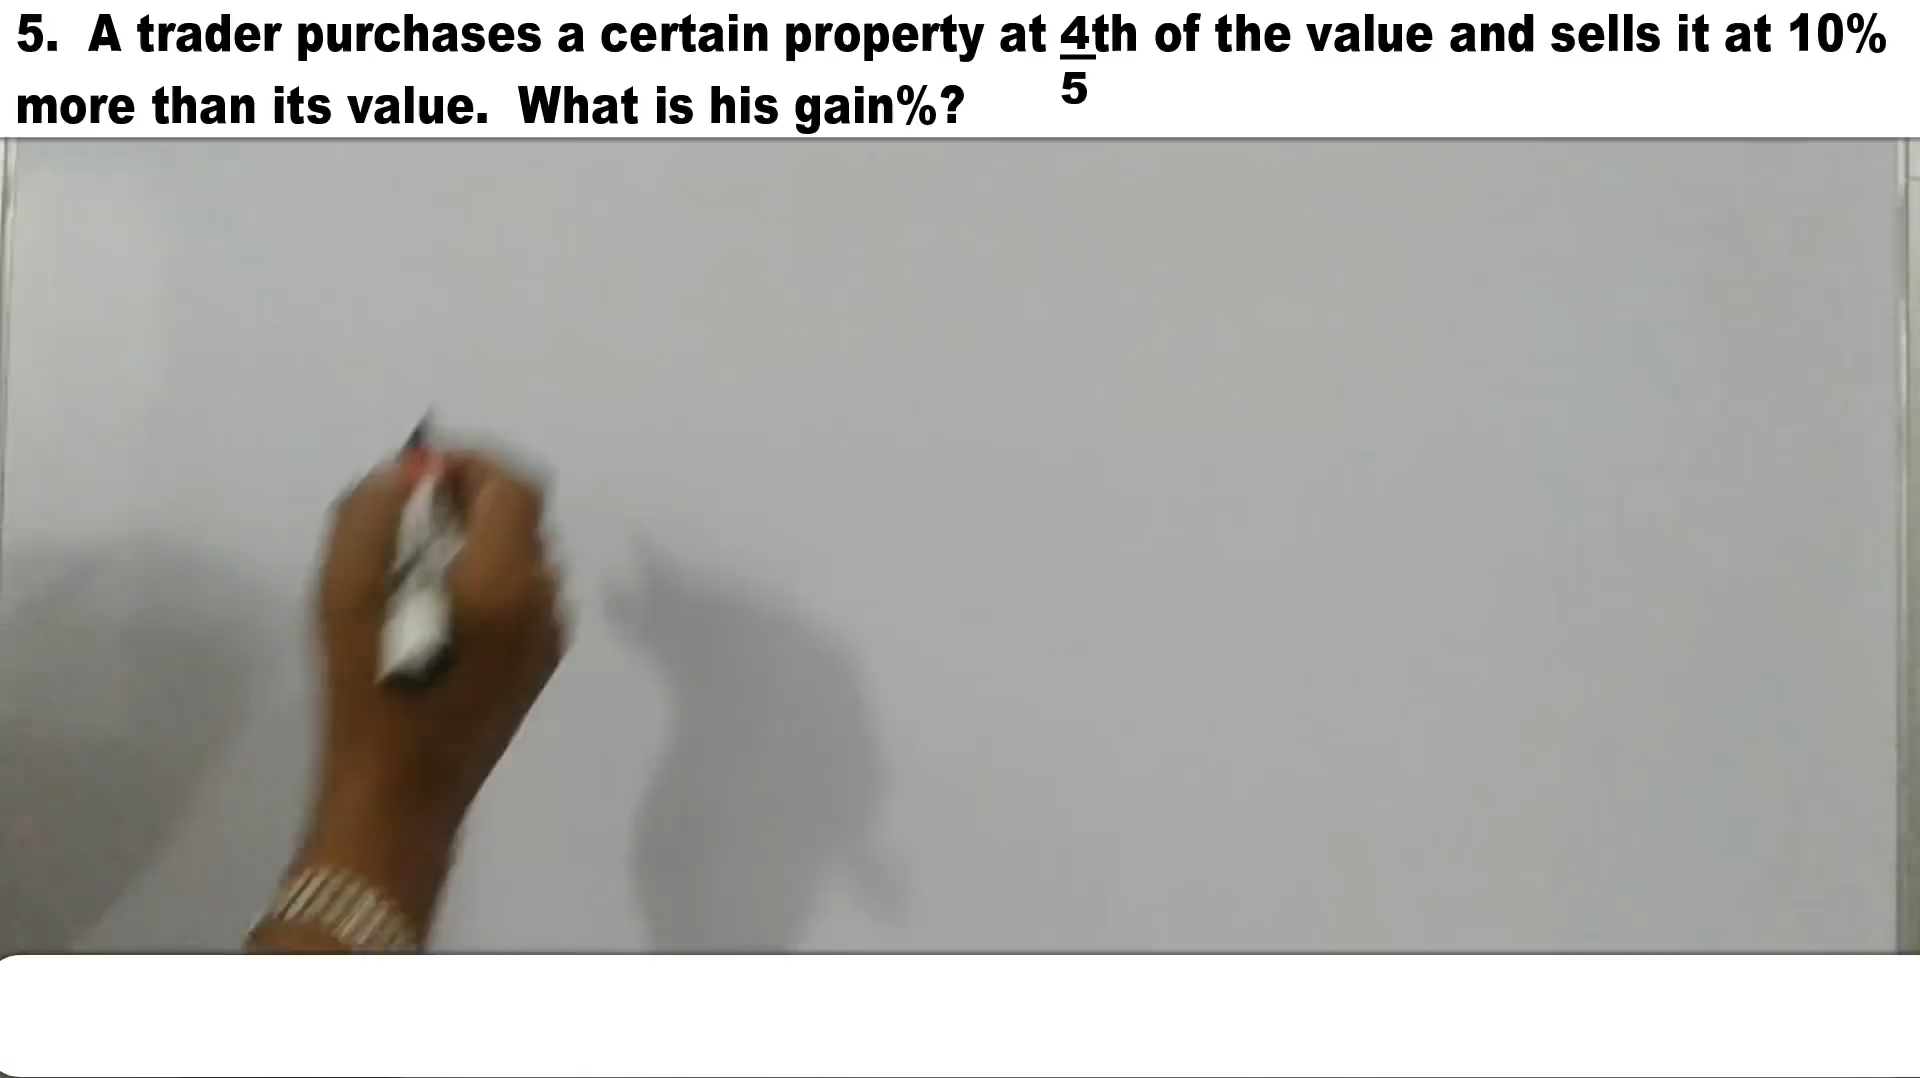 5. A trader purchases a certain property at 4/5th of the value and sells it at 10%
more than its value. What is his gain%?